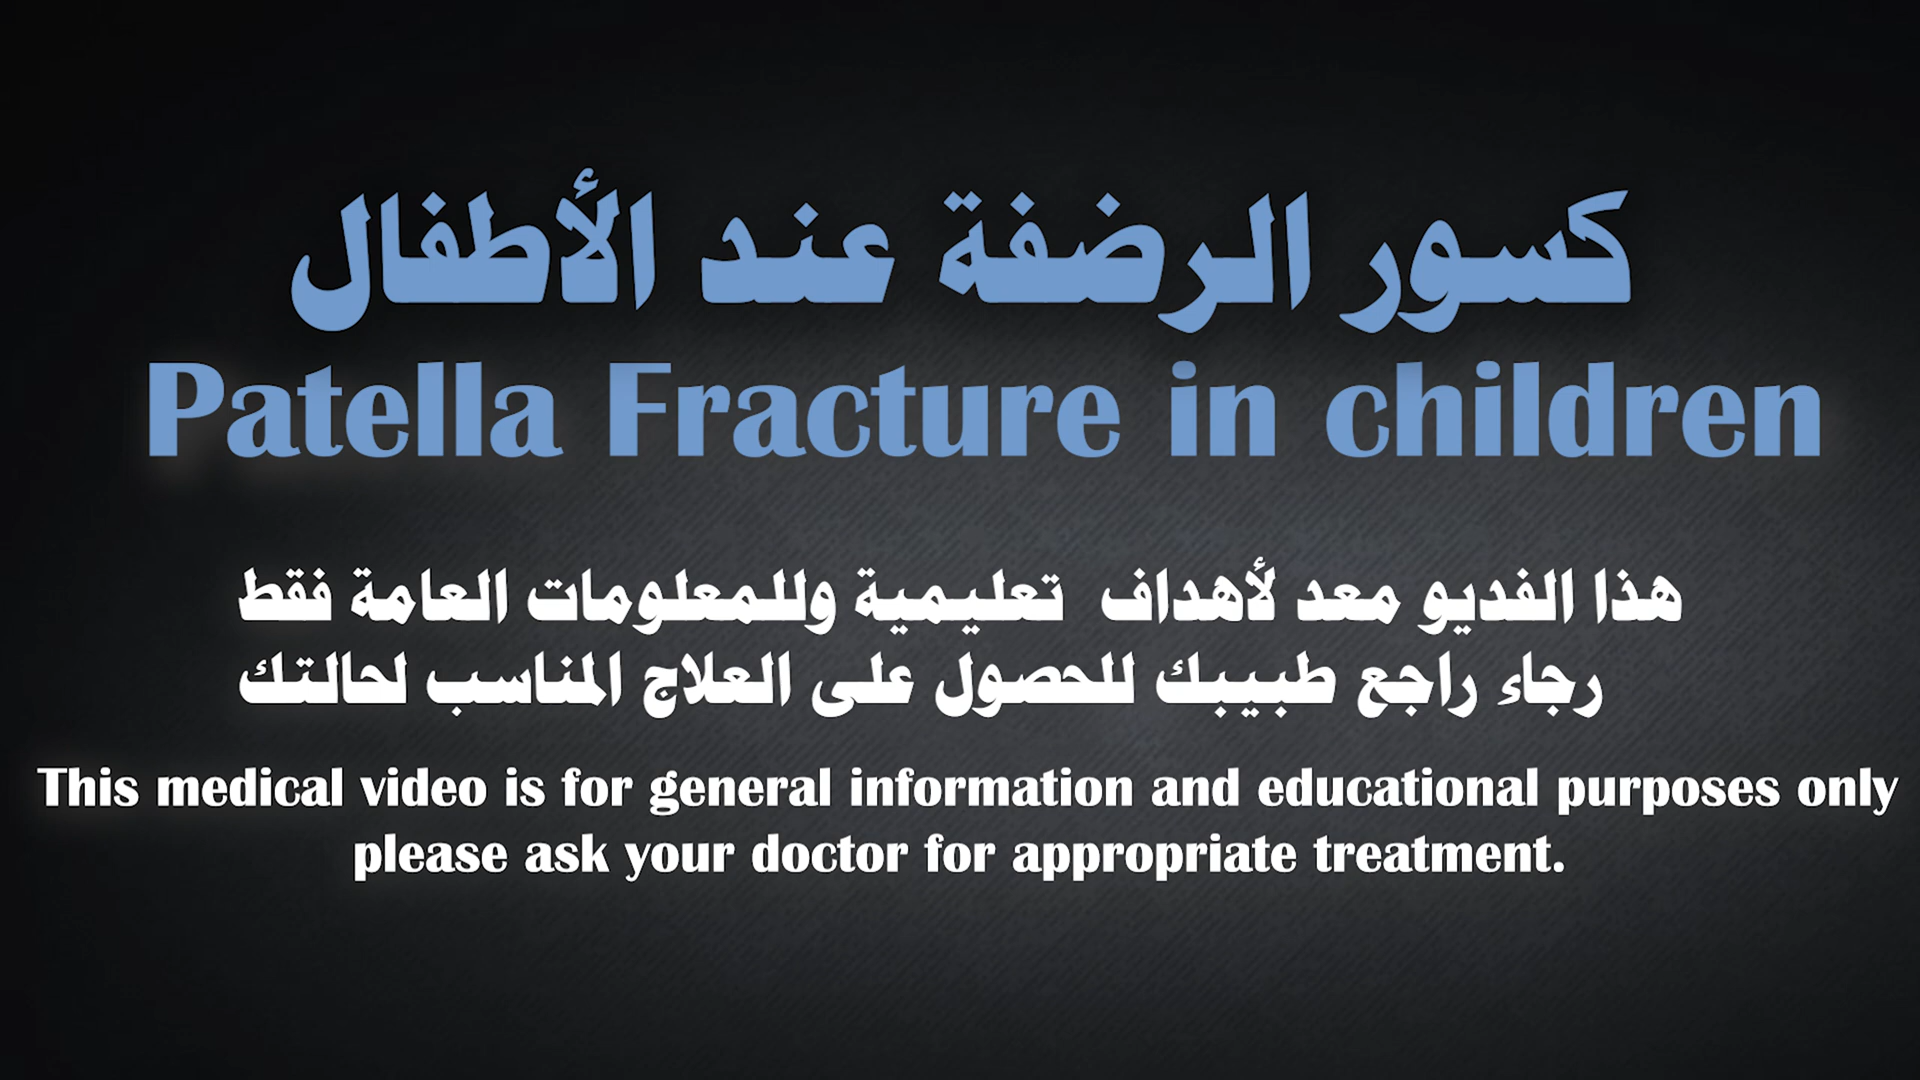 كسور الرضفة عند الأطفال
Patella Fracture in children
هذا الفديو معد لأهداف تعليمية وللمعلومات العامة فقط
رجاء راجع طبيبك للحصول على العلاج المناسب لحالتك
This medical video is for general information and educational purposes only
please ask your doctor for appropriate treatment.